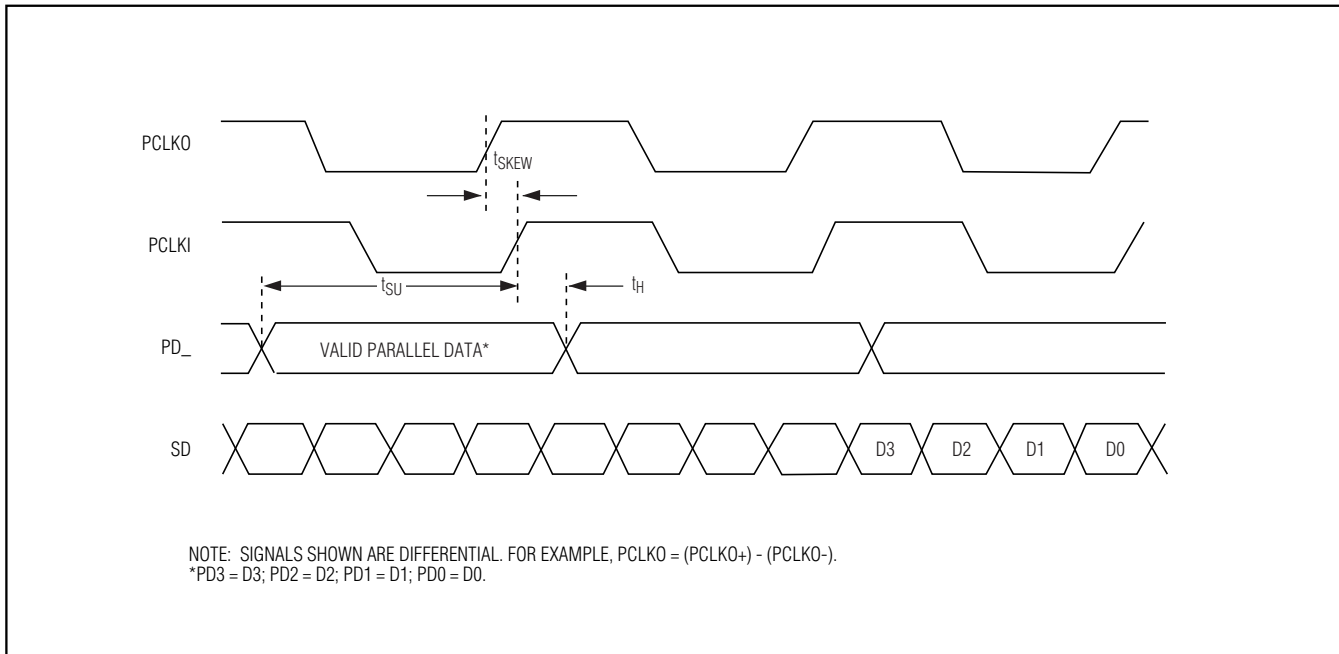 PCLKO
tSKEW
PCLKI
tSU
tH
PD_
VALID PARALLEL DATA*
SD
D3 D2 D1 D0
NOTE: SIGNALS SHOWN ARE DIFFERENTIAL. FOR EXAMPLE, PCLKO = (PCLKO+) - (PCLKO-).
*PD3 = D3; PD2 = D2; PD1 = D1; PD0 = D0.